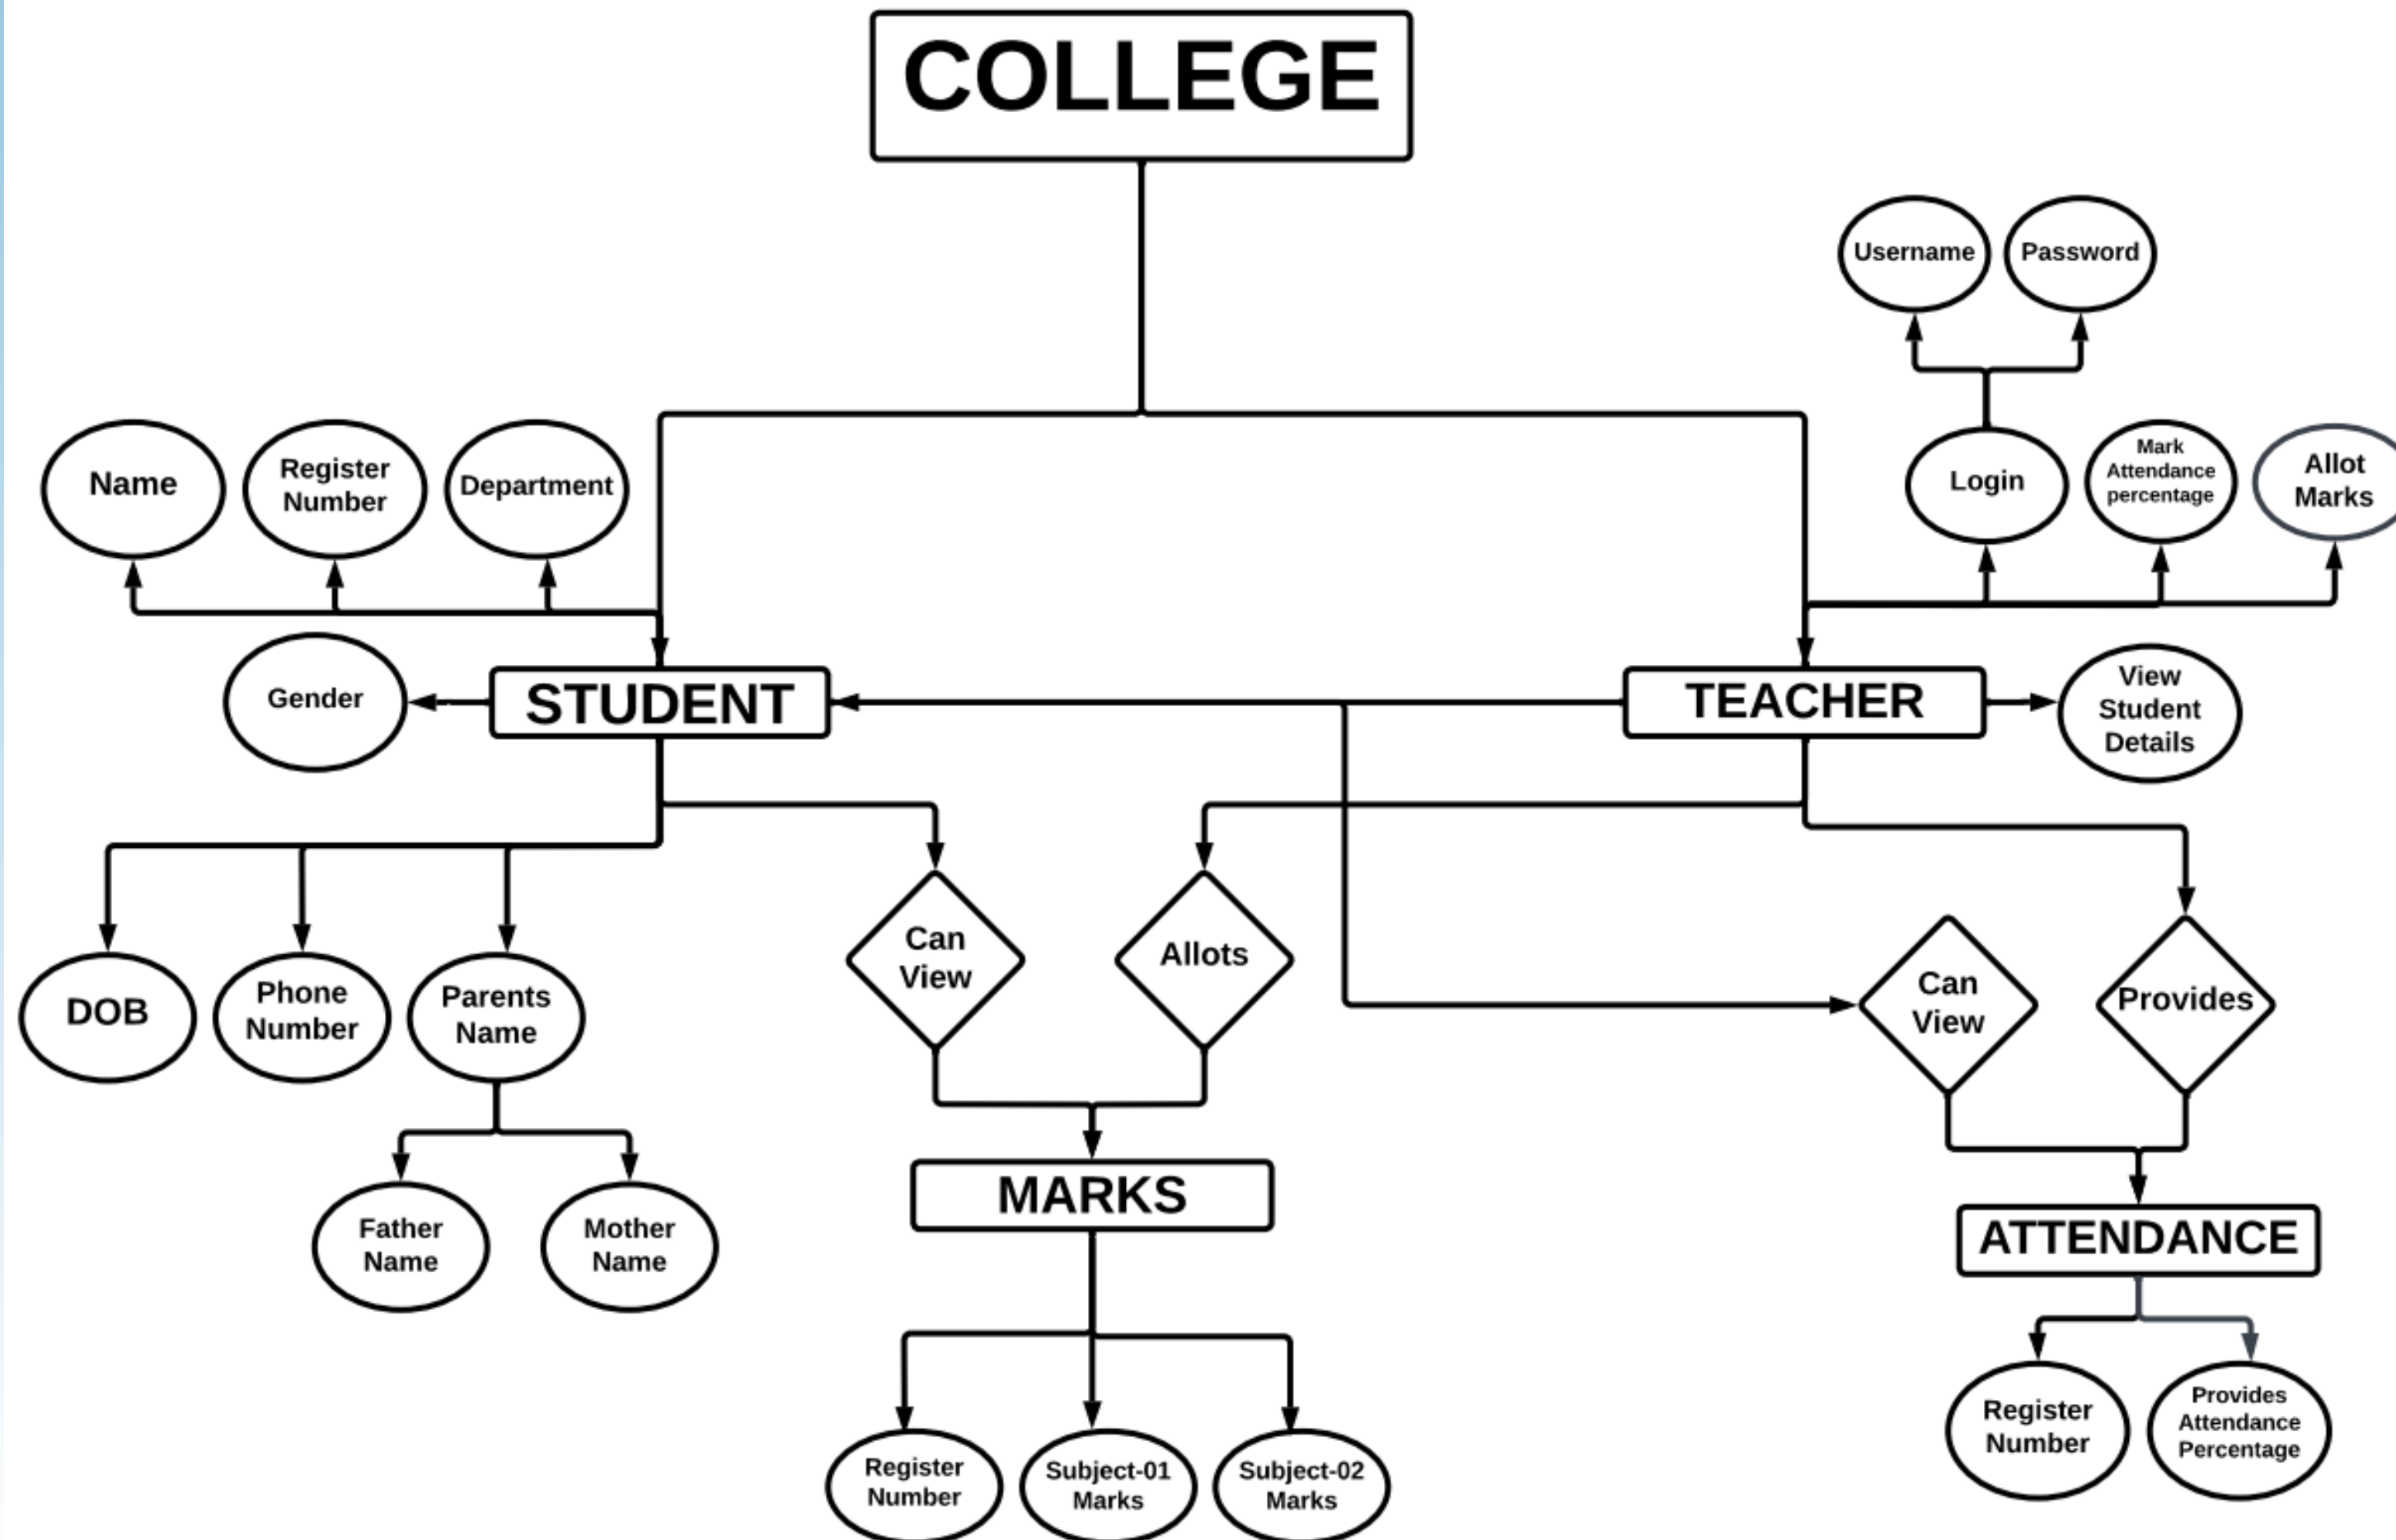 COLLEGE
Username
Password
Name
Register
Number
Department
Login
Mark
Attendance
percentage
Allot
Marks
Gender
STUDENT
TEACHER
View
Student
Details
Can
View
Allots
Can
View
Provides
DOB
Phone
Number
Parents
Name
Father
Name
Mother
Name
MARKS
ATTENDANCE
Register
Number
Subject-01
Marks
Subject-02
Marks
Register
Number
Provides
Attendance
Percentage